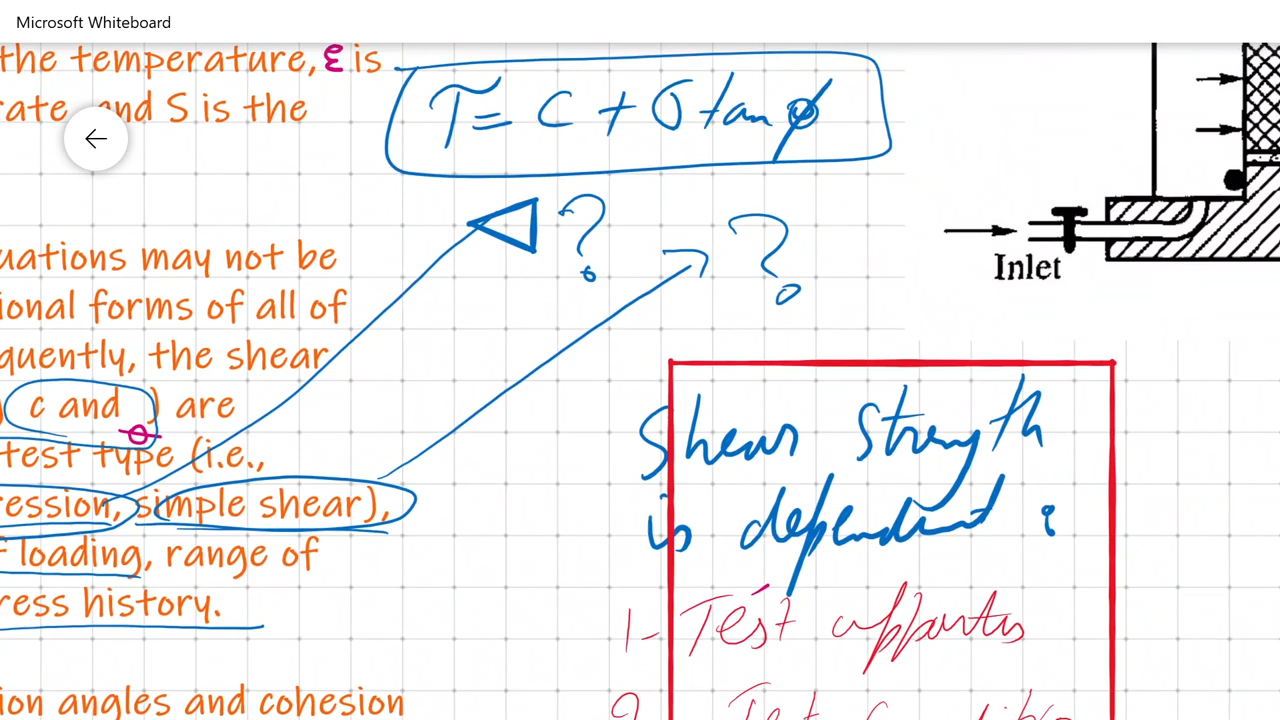 Microsoft Whiteboard
the temperature, ε is
rate, and S is the
T = C + σ tan φ
?
?
Inlet
uations may not be
ional forms of all of
quently, the shear
c and φ) are
test type (i.e.,
ression, simple shear),
loading, range of
ress history.
ion angles and cohesion
Shear Strength
is dependent :
1- Test
2- Test